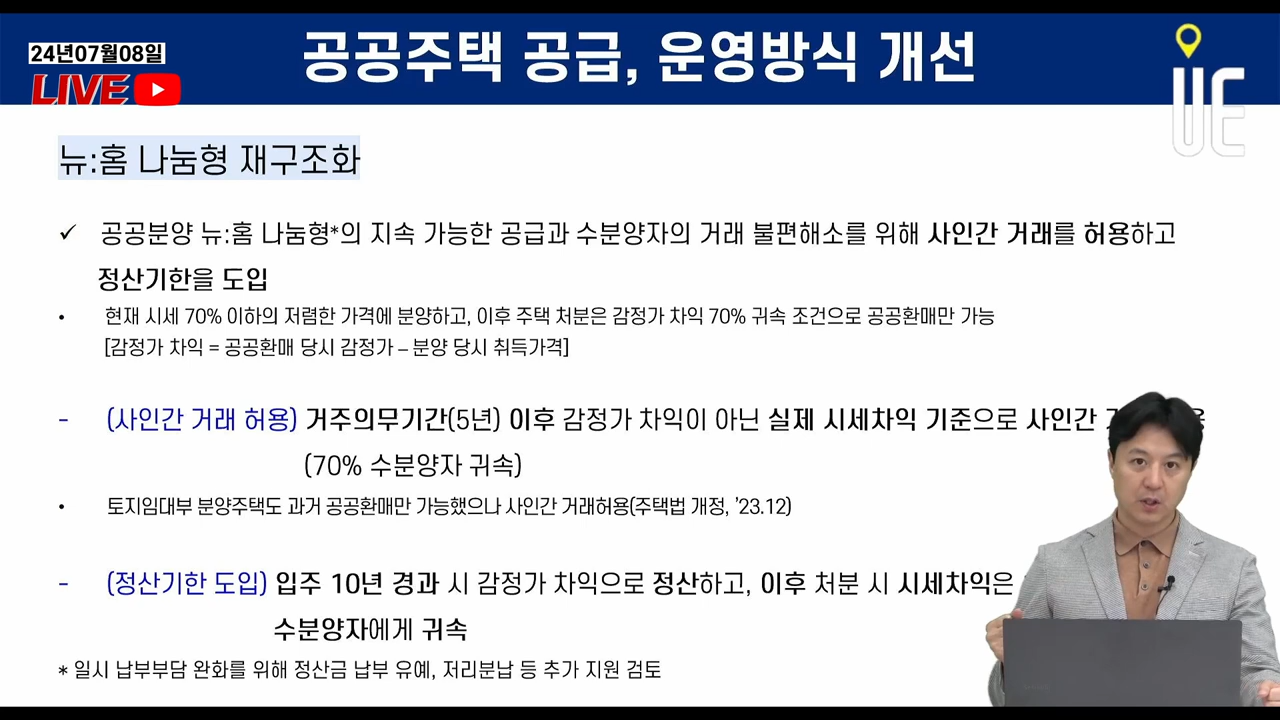 24년07월08일
LIVE
공공주택 공급, 운영방식 개선
UE
뉴:홈 나눔형 재구조화
✓ 공공분양 뉴:홈 나눔형*의 지속 가능한 공급과 수분양자의 거래 불편해소를 위해 사인간 거래를 허용하고
정산기한을 도입
• 현재 시세 70% 이하의 저렴한 가격에 분양하고, 이후 주택 처분은 감정가 차익 70% 귀속 조건으로 공공환매만 가능
[감정가 차익 = 공공환매 당시 감정가 – 분양 당시 취득가격]
- (사인간 거래 허용) 거주의무기간(5년) 이후 감정가 차익이 아닌 실제 시세차익 기준으로 사인간
(70% 수분양자 귀속)
• 토지임대부 분양주택도 과거 공공환매만 가능했으나 사인간 거래허용(주택법 개정, ’23.12)
- (정산기한 도입) 입주 10년 경과 시 감정가 차익으로 정산하고, 이후 처분 시 시세차익은
수분양자에게 귀속
* 일시 납부부담 완화를 위해 정산금 납부 유예, 저리분납 등 추가 지원 검토